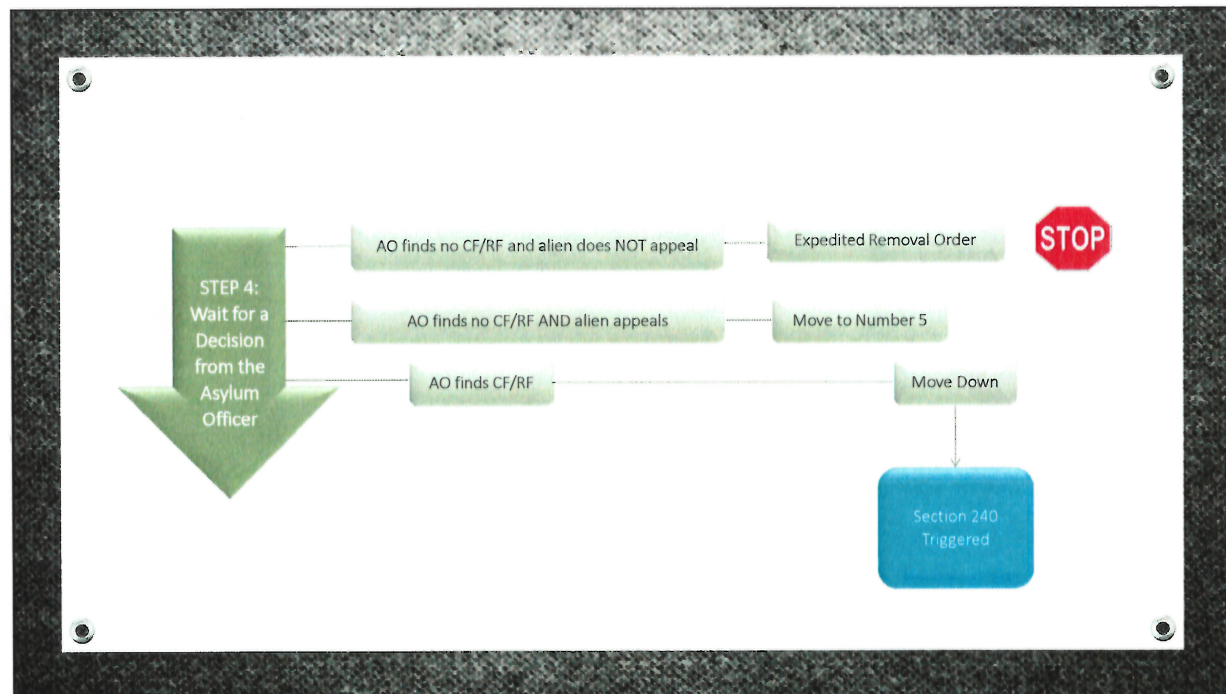 AO finds no CF/RF and alien does NOT appeal
Expedited Removal Order
STOP
STEP 4:
Wait for a
Decision
from the
Asylum
Officer
AO finds no CF/RF AND alien appeals
Move to Number 5
AO finds CF/RF
Move Down
Section 240
Triggered